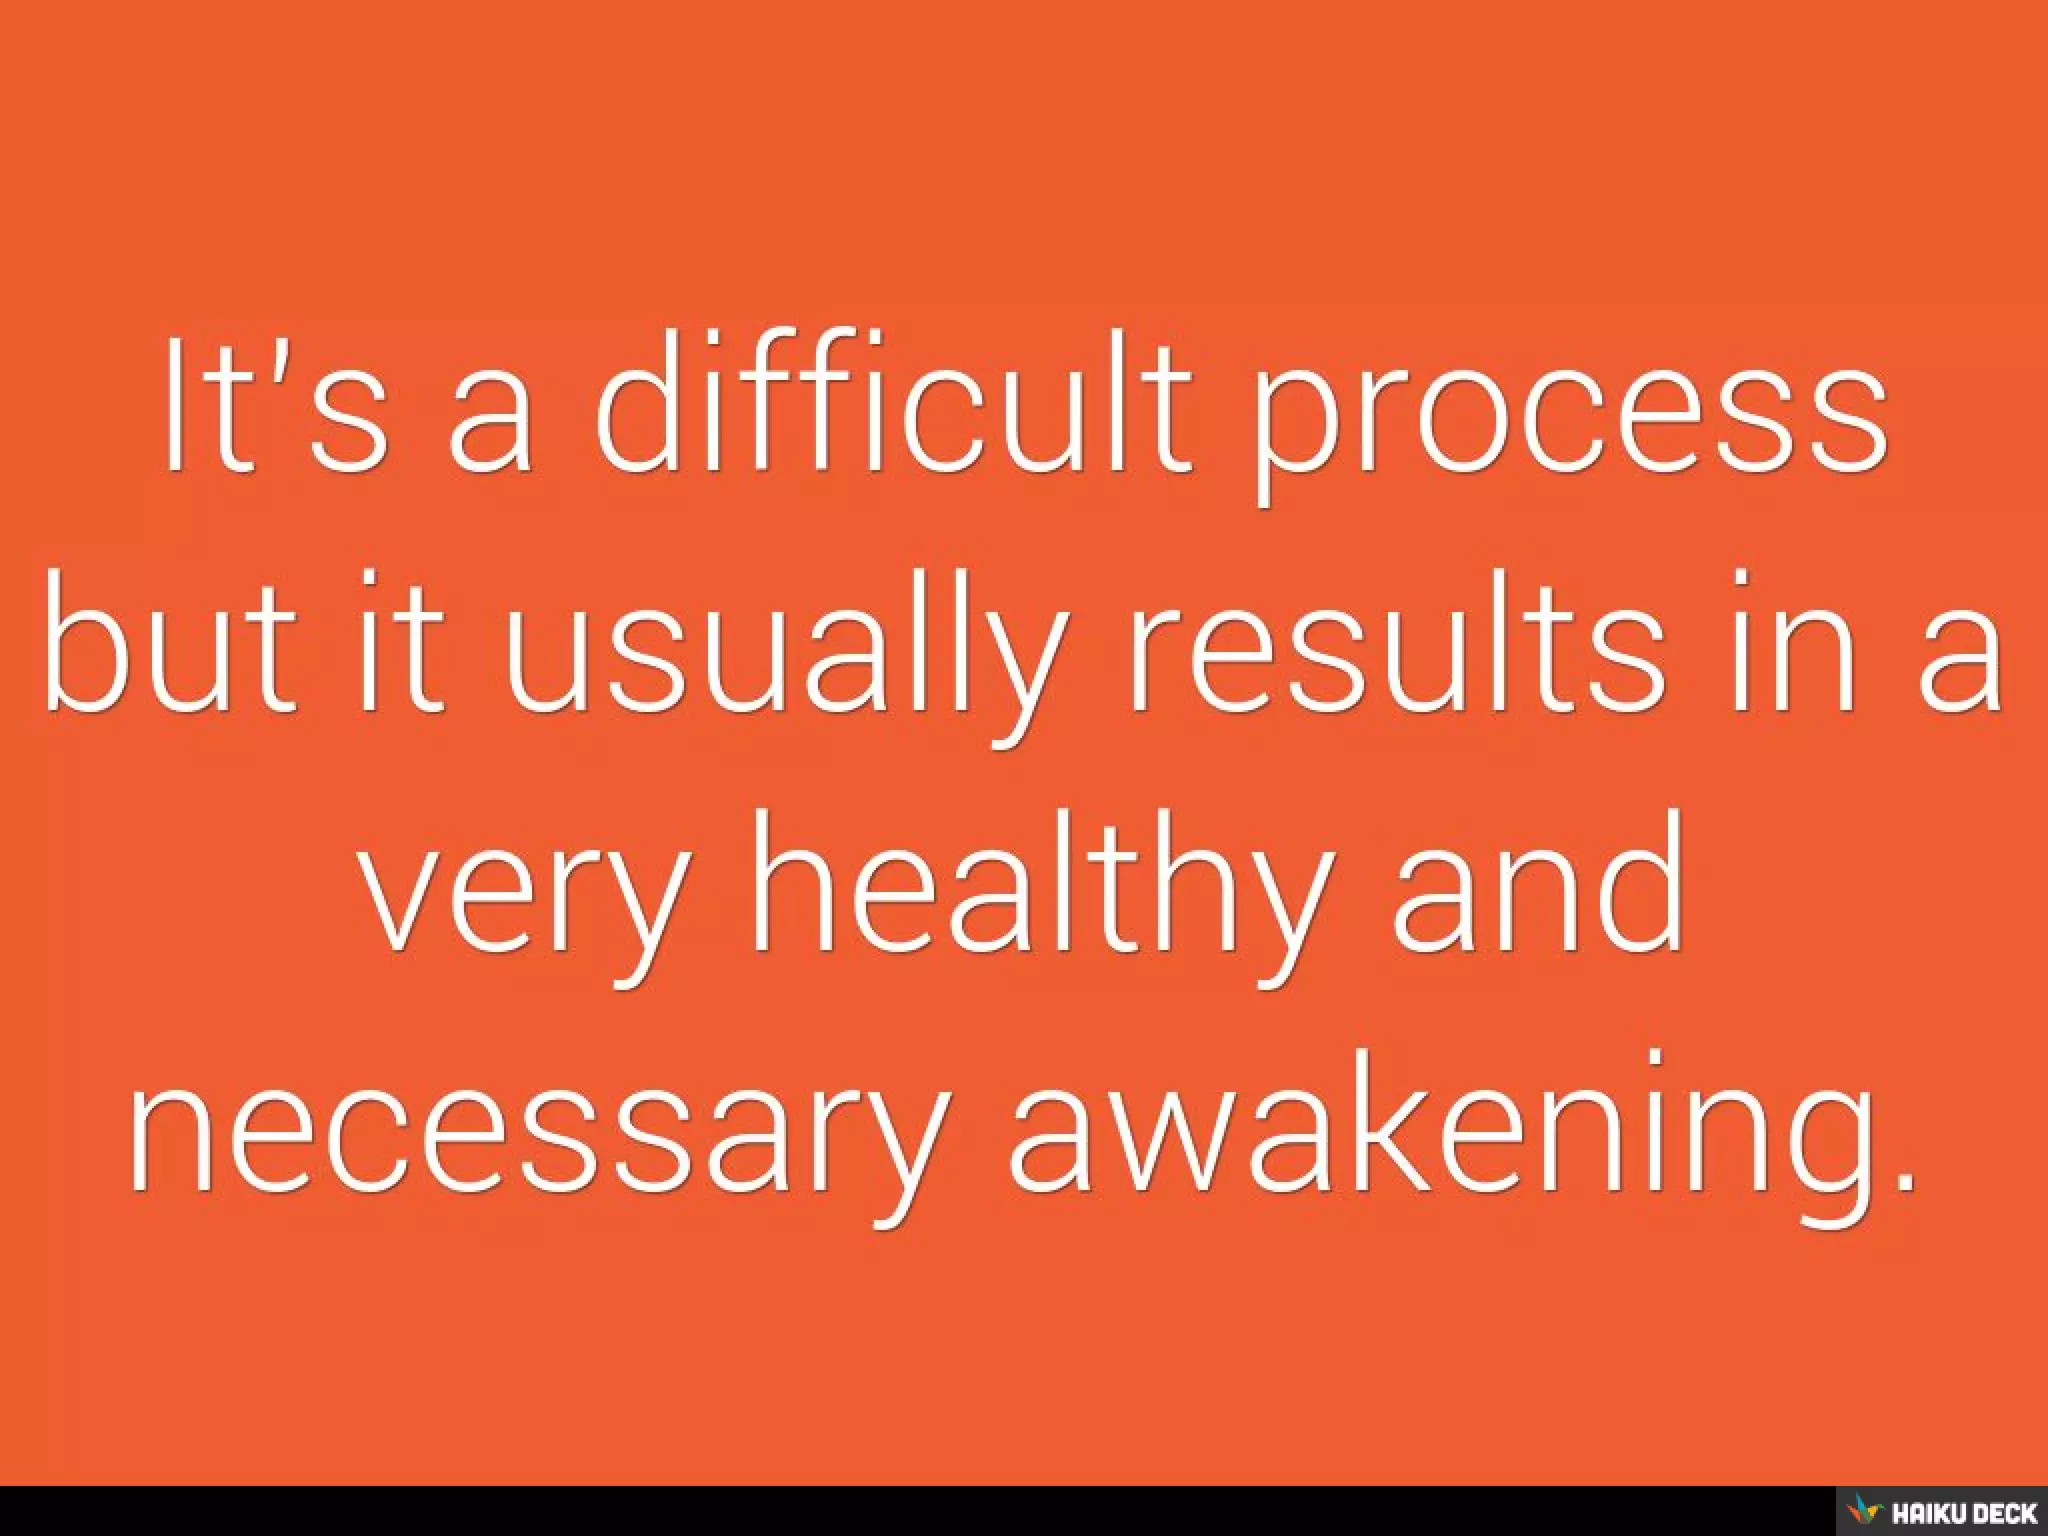 It's a difficult process
but it usually results in a
very healthy and
necessary awakening.
HAIKU DECK